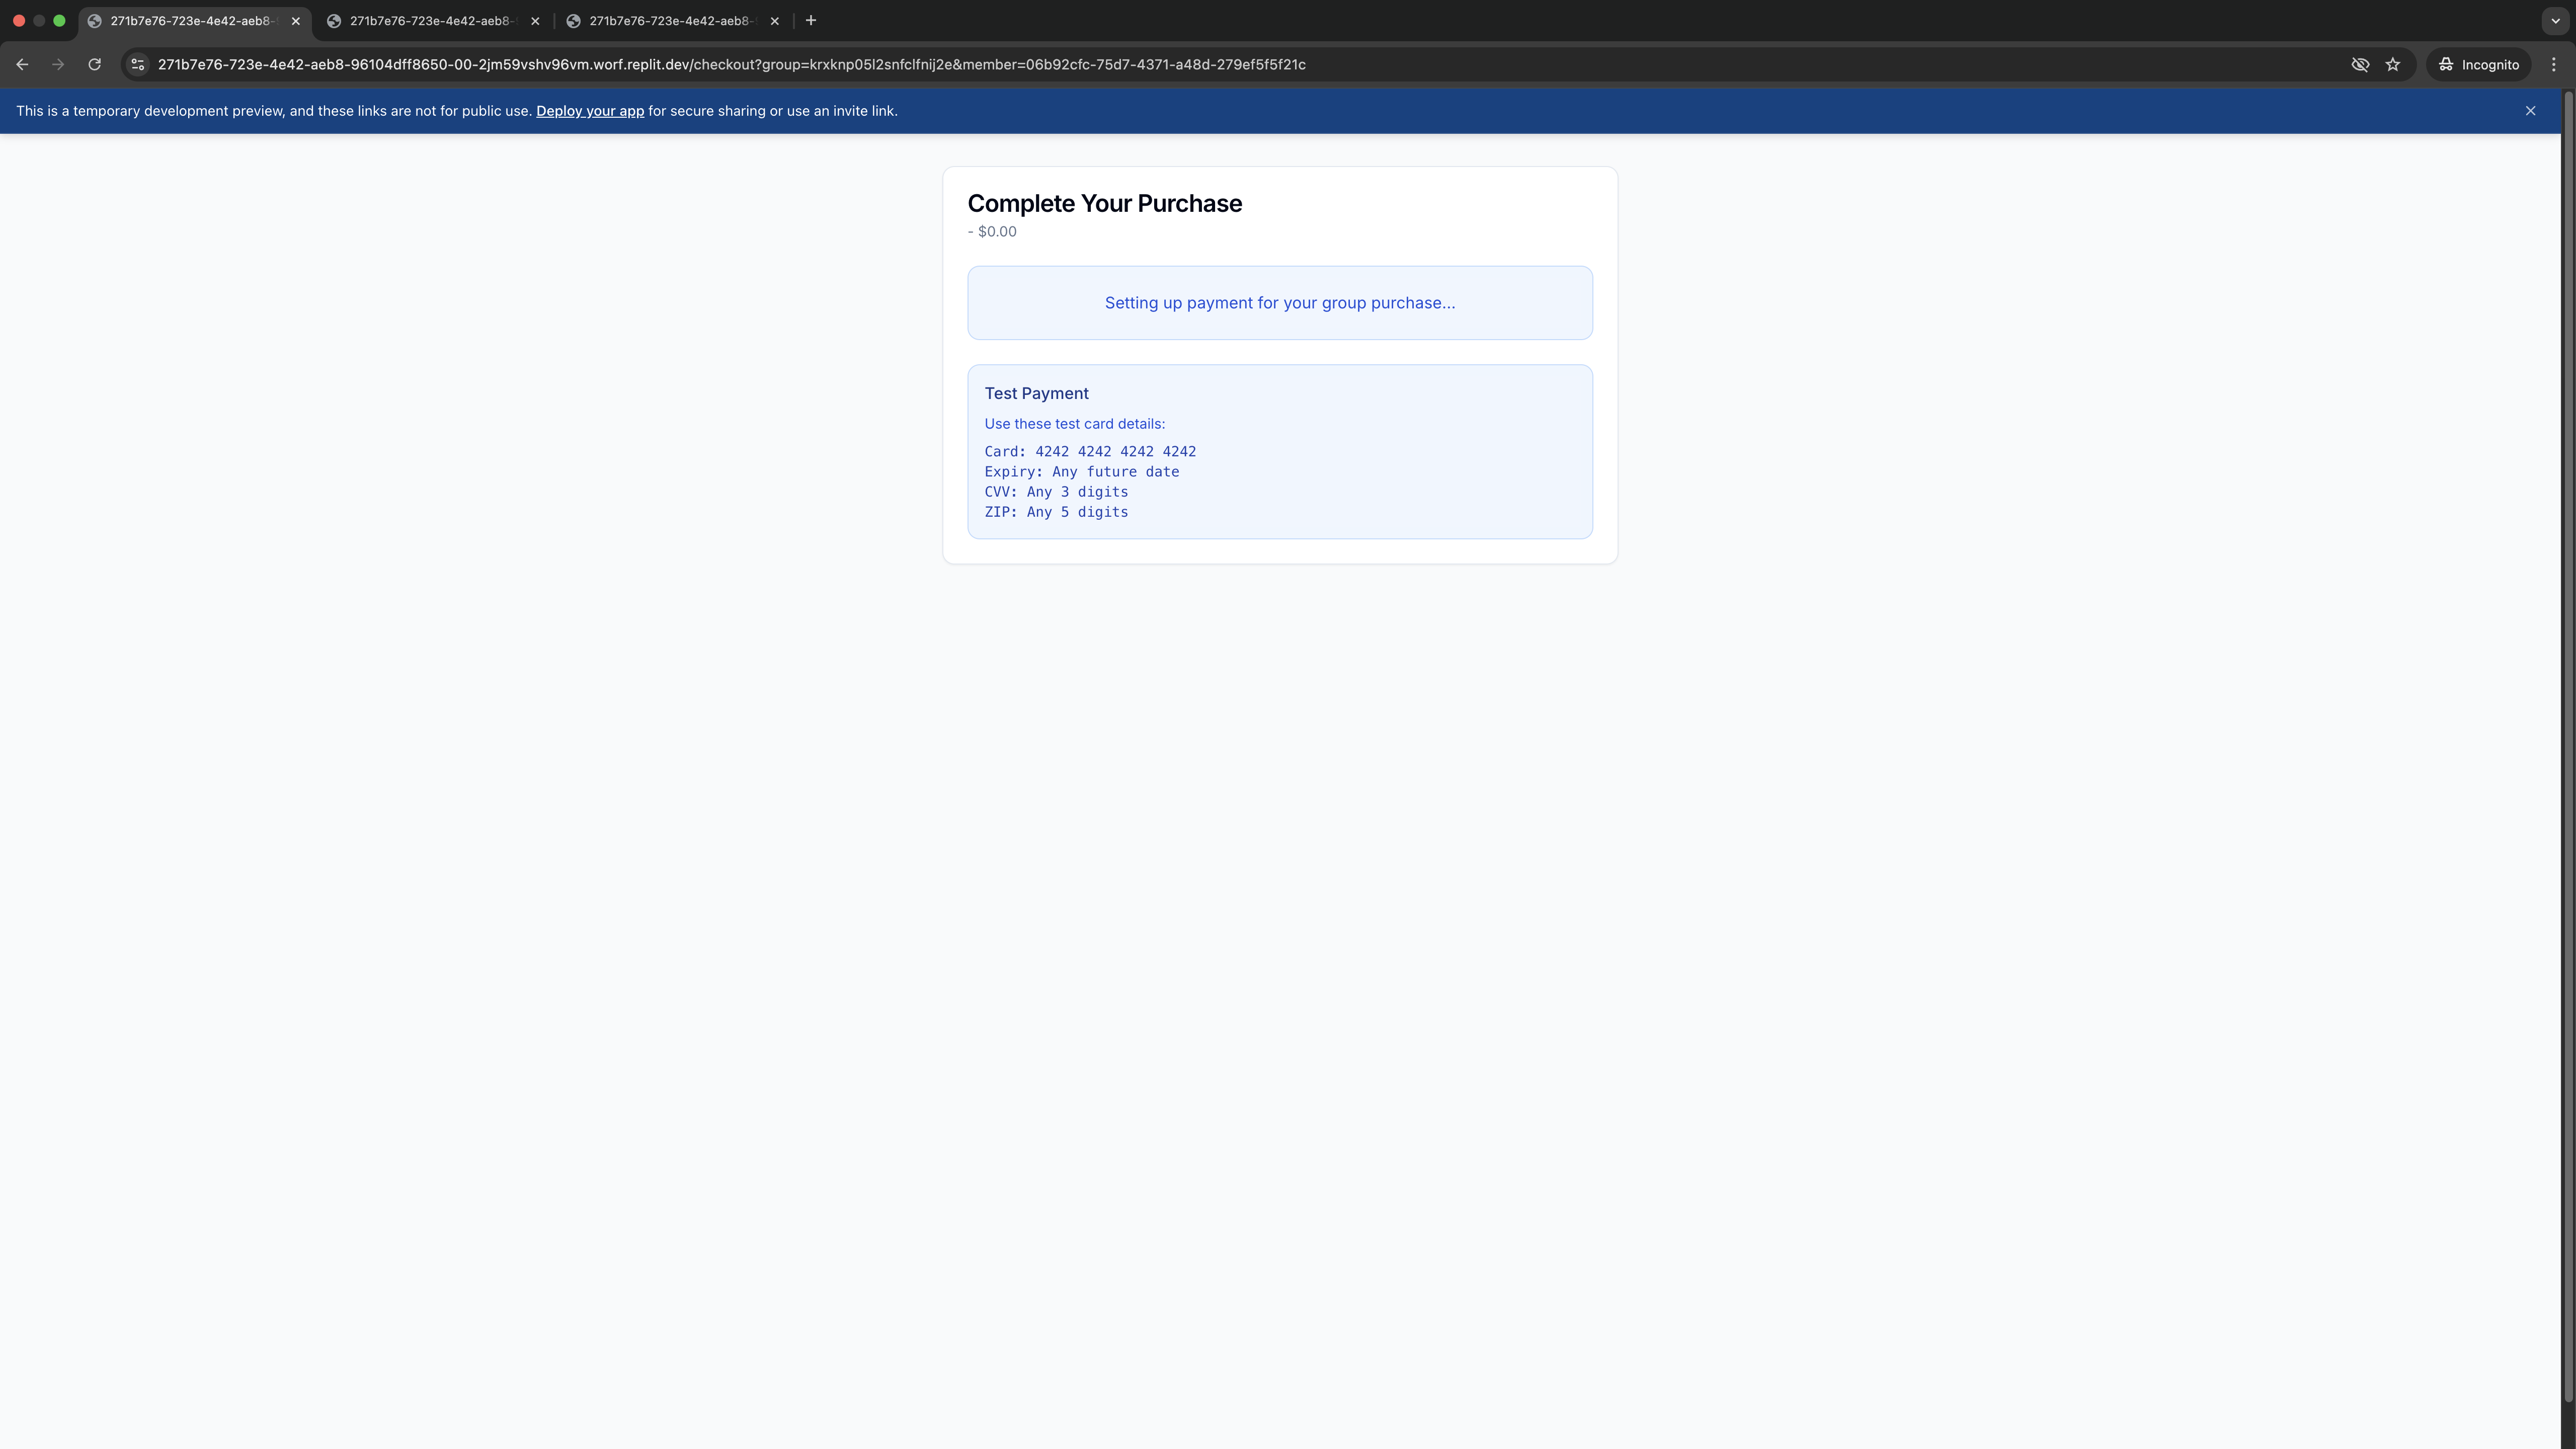 271b7e76-723e-4e42-aeb8-
271b7e76-723e-4e42-aeb8-
271b7e76-723e-4e42-aeb8-
271b7e76-723e-4e42-aeb8-96104dff8650-00-2jm59vshv96vm.worf.replit.dev/checkout?group=krxknp05l2snfclfnij2e&member=06b92cfc-75d7-4371-a48d-279ef5f5f21c
Incognito
This is a temporary development preview, and these links are not for public use. Deploy your app for secure sharing or use an invite link.
Complete Your Purchase
- $0.00
Setting up payment for your group purchase...
Test Payment
Use these test card details:
Card: 4242 4242 4242 4242
Expiry: Any future date
CVV: Any 3 digits
ZIP: Any 5 digits